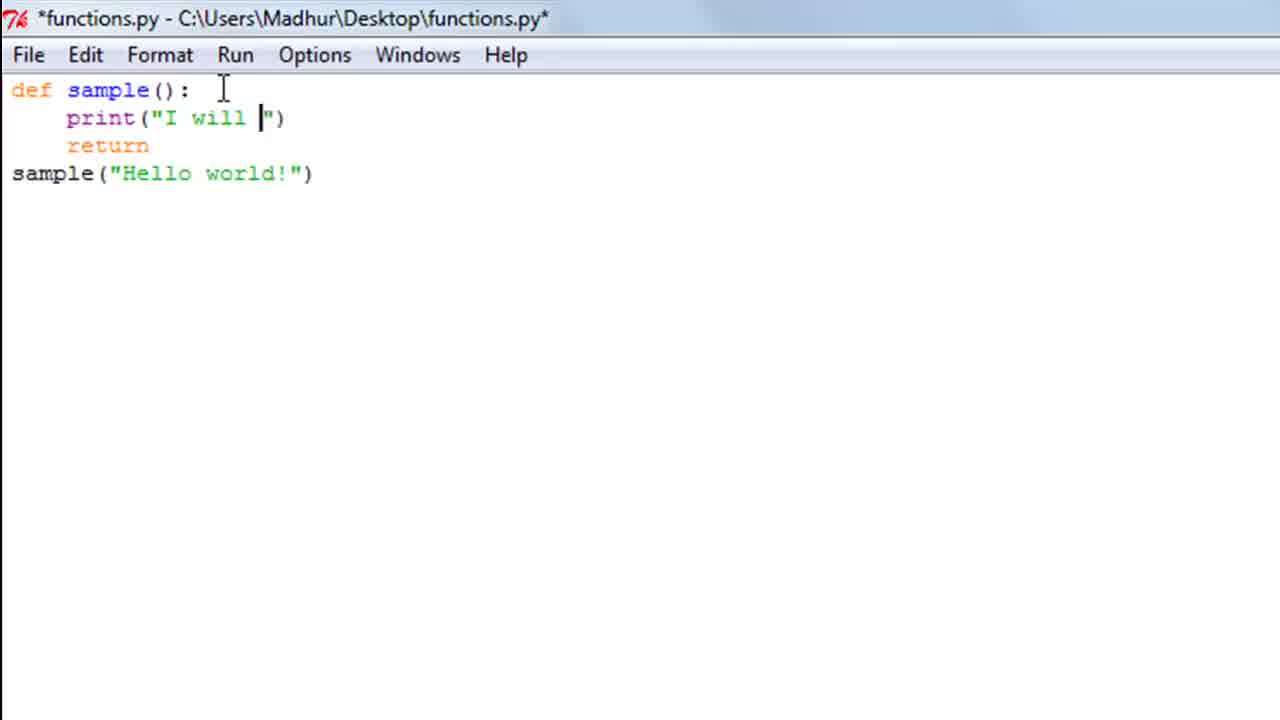 *functions.py - C:\Users\Madhur\Desktop\functions.py*
File Edit Format Run Options Windows Help
def sample():
    print("I will ")
    return
sample("Hello world!")